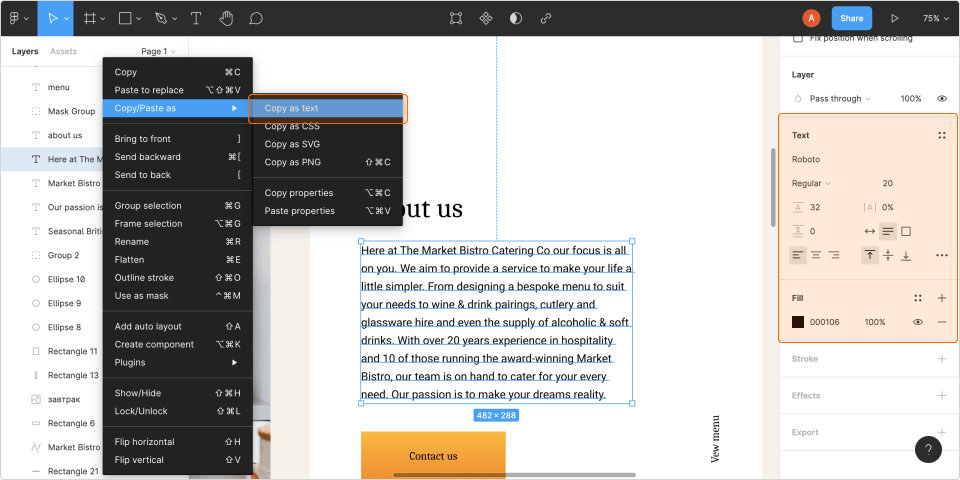 A
Share
75%
Layers
Assets
Page 1
menu
Mask Group
about us
Here at The M
Market Bistro
Our passion is
Seasonal Briti
Group 2
Ellipse 10
Ellipse 9
Ellipse 8
Rectangle 11
Rectangle 13
завтрак
Rectangle 6
Market Bistro
Rectangle 21
Copy ⌘C
Paste to replace ⌥⇧⌘V
Copy/Paste as
Bring to front ]
Send backward ⌘[
Send to back [
Group selection ⌘G
Frame selection ⌥⌘G
Rename ⌘R
Flatten ⌘E
Outline stroke ⇧⌘O
Use as mask ^⌘M
Add auto layout ⇧A
Create component ⌥⌘K
Plugins
Show/Hide ⇧⌘H
Lock/Unlock ⇧⌘L
Flip horizontal ⇧H
Flip vertical ⇧V
Copy as text
Copy as CSS
Copy as SVG
Copy as PNG ⇧⌘C
Copy properties ⌥⌘C
Paste properties ⌥⌘V
out us
Here at The Market Bistro Catering Co our focus is all
on you. We aim to provide a service to make your life a
little simpler. From designing a bespoke menu to suit
your needs to wine & drink pairings, cutlery and
glassware hire and even the supply of alcoholic & soft
drinks. With over 20 years experience in hospitality
and 10 of those running the award-winning Market
Bistro, our team is on hand to cater for your every
need. Our passion is to make your dreams reality.
482 × 288
Contact us
Vew menu
Fix position when scrolling
Layer
Pass through 100%
Text
Roboto
Regular 20
32 |A| 0%
0
Fill
000106 100%
Stroke
Effects
Export
?